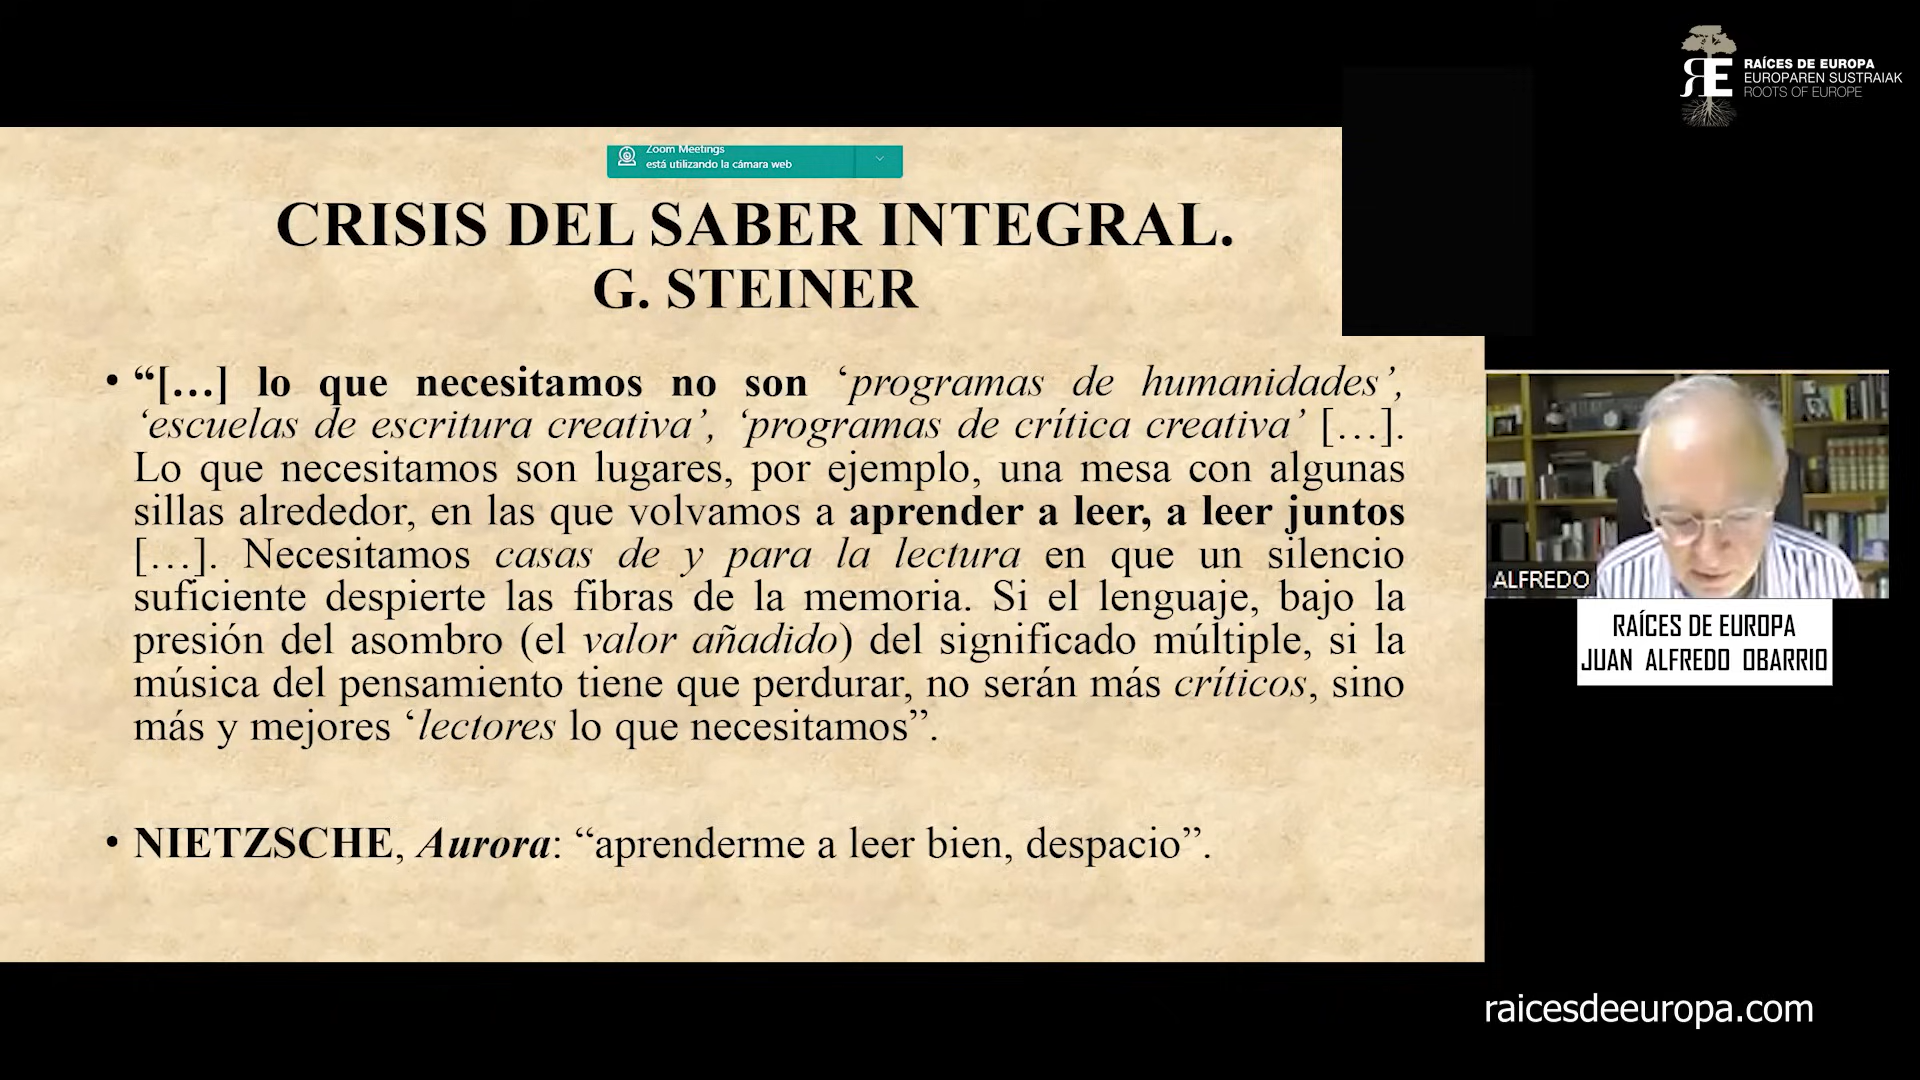 RAÍCES DE EUROPA
EUROPAREN SUSTRAIAK
ROOTS OF EUROPE
Zoom Meetings
está utilizando la cámara web
CRISIS DEL SABER INTEGRAL.
G. STEINER
• “[…] lo que necesitamos no son ‘programas de humanidades’,
‘escuelas de escritura creativa’, ‘programas de crítica creativa’ […].
Lo que necesitamos son lugares, por ejemplo, una mesa con algunas
sillas alrededor, en las que volvamos a aprender a leer, a leer juntos
[…]. Necesitamos casas de y para la lectura en que un silencio
suficiente despierte las fibras de la memoria. Si el lenguaje, bajo la
presión del asombro (el valor añadido) del significado múltiple, si la
música del pensamiento tiene que perdurar, no serán más críticos, sino
más y mejores ‘lectores lo que necesitamos”.
• NIETZSCHE, Aurora: “aprenderme a leer bien, despacio”.
ALFREDO
RAÍCES DE EUROPA
JUAN ALFREDO OBARRIO
raicesdeeuropa.com